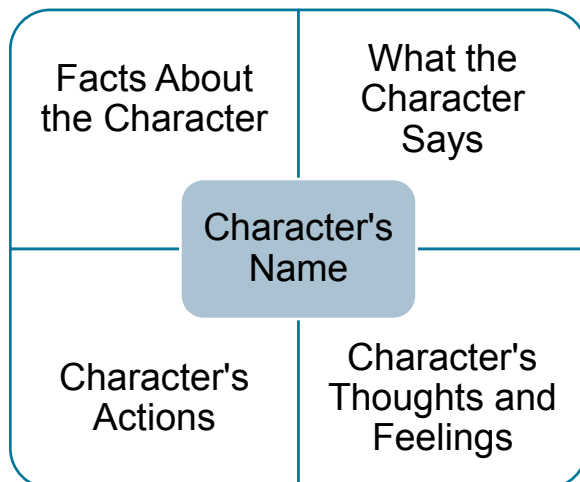 Facts About
the Character
What the
Character
Says
Character's
Name
Character's
Actions
Character's
Thoughts and
Feelings